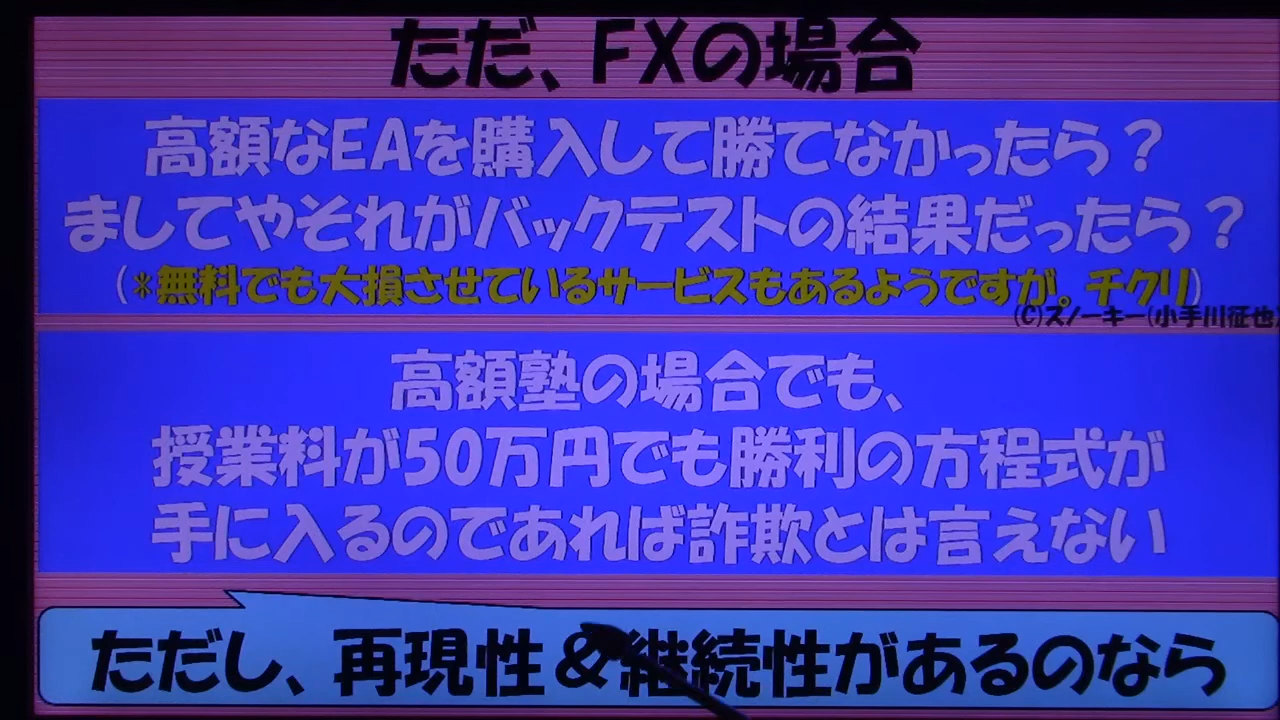 ただ、FXの場合
高額なEAを購入して勝てなかったら？
ましてやそれがバックテストの結果だったら？
(*無料でも大損させているサービスもあるようですが。チクリ)
(C)スノーキー(小手川征也)
高額塾の場合でも、
授業料が50万円でも勝利の方程式が
手に入るのであれば詐欺とは言えない
ただし、再現性＆継続性があるのなら